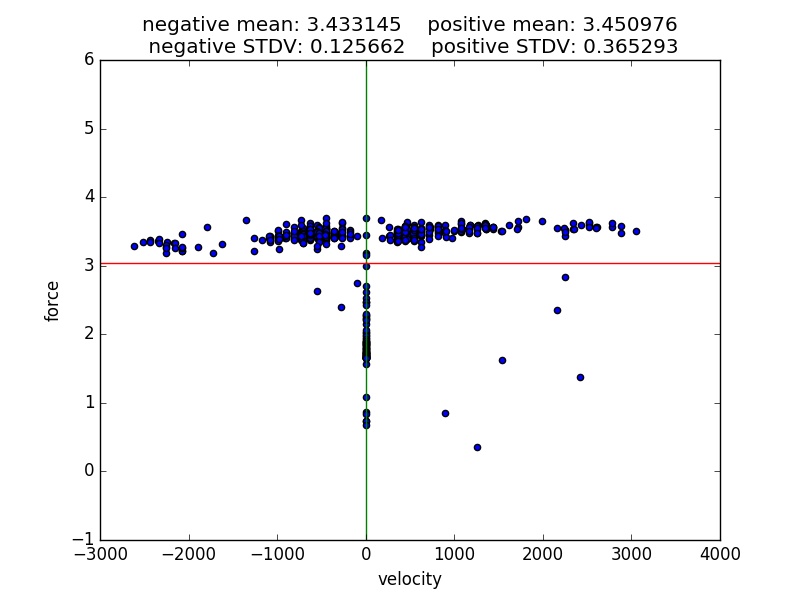 negative mean: 3.433145 positive mean: 3.450976
negative STDV: 0.125662 positive STDV: 0.365293
6
5
4
3
2
1
0
−1
force
−3000 −2000 −1000 0 1000 2000 3000 4000
velocity